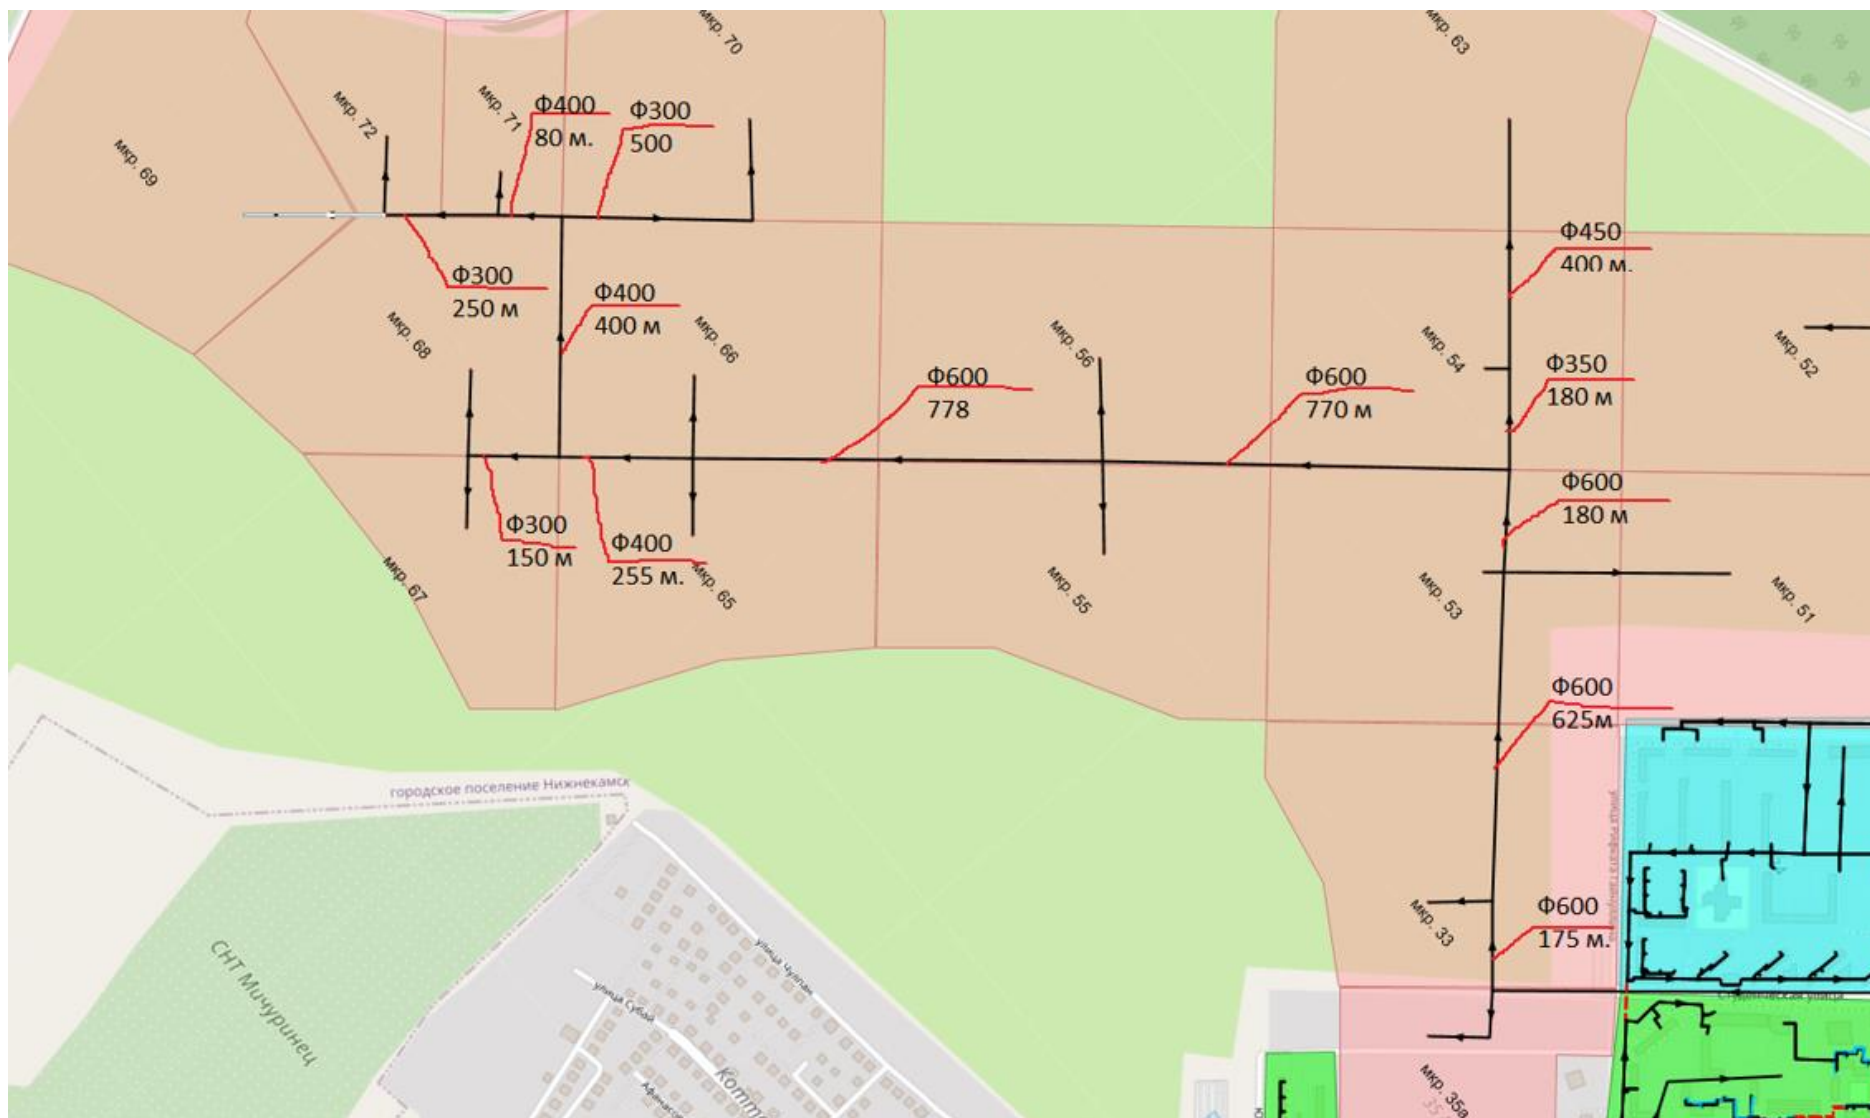 мкр. 70
мкр. 63
мкр. 72
мкр. 71
Ф400
80 м.
Ф300
500
мкр. 69
Ф450
400 м.
Ф300
250 м
Ф400
400 м
мкр. 68
мкр. 66
мкр. 56
мкр. 54
мкр. 52
Ф600
778
Ф600
770 м
Ф350
180 м
Ф600
180 м
Ф300
150 м
Ф400
255 м.
мкр. 67
мкр. 65
мкр. 55
мкр. 53
мкр. 51
Ф600
625м
городское поселение Нижнекамск
Ф600
175 м.
мкр. 33
СНТ Мичуринец
улица Чулпан
улица Субай
мкр. 35а